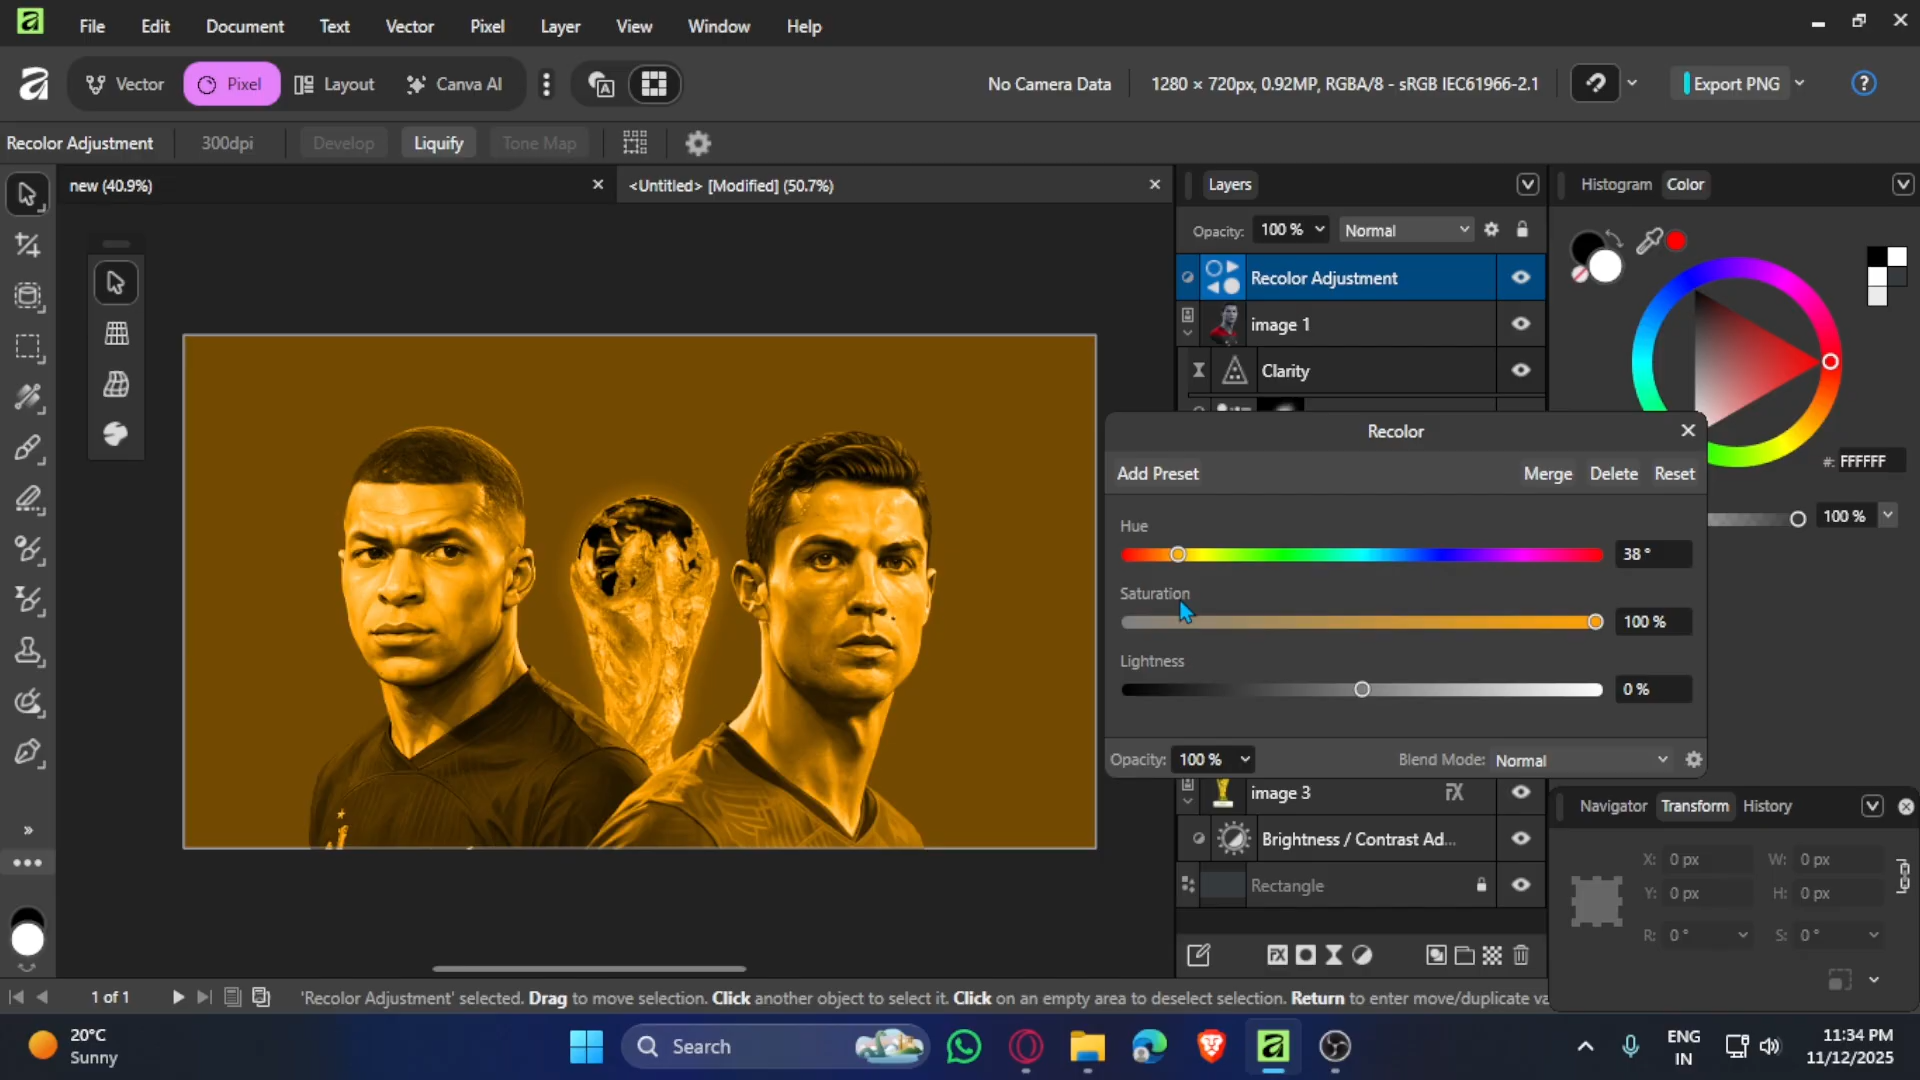 File Edit Document Text Vector Pixel Layer View Window Help
Vector Pixel Layout Canva AI No Camera Data 1280 × 720px, 0.92MP, RGBA/8 - sRGB IEC61966-2.1 Export PNG
Recolor Adjustment 300dpi Develop Liquify Tone Map
new (40.9%) <Untitled> [Modified] (50.7%)
Layers
Histogram Color
Opacity: 100 % Normal
Recolor Adjustment
image 1
Clarity
#: FFFFFF
100 %
Recolor
Add Preset Merge Delete Reset
Hue
38 °
Saturation
100 %
Lightness
0 %
Opacity: 100 % Blend Mode: Normal
image 3
Brightness / Contrast Ad...
Rectangle
Navigator Transform History
X: 0 px W: 0 px
Y: 0 px H: 0 px
R: 0 ° S: 0 °
1 of 1 'Recolor Adjustment' selected. Drag to move selection. Click another object to select it. Click on an empty area to deselect selection. Return to enter move/duplicate va
20°C
Sunny
Search
ENG
IN
11:34 PM
11/12/2025